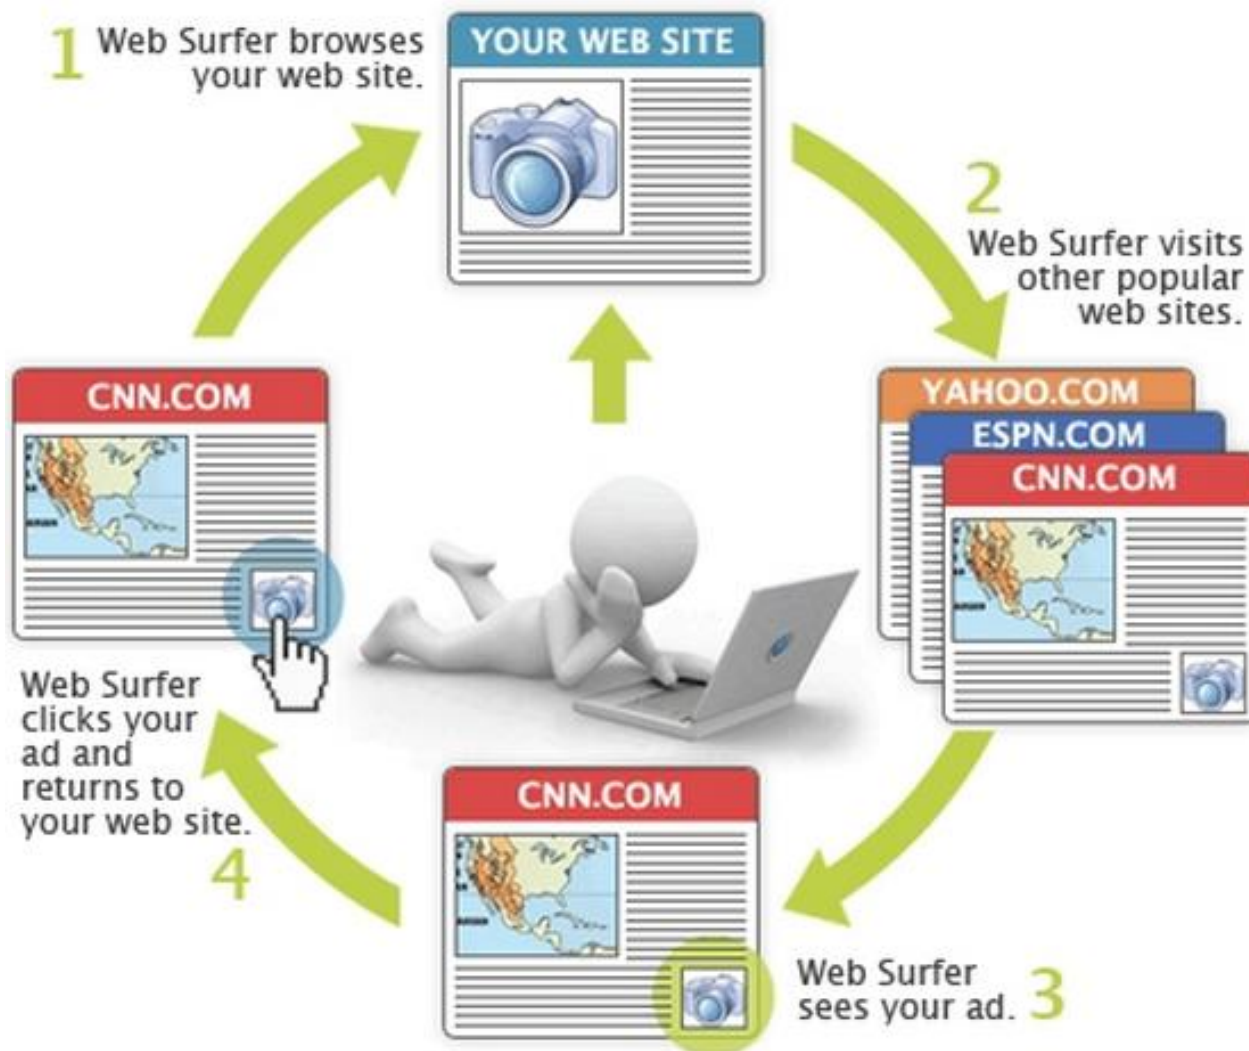 1
Web Surfer browses
your web site.
YOUR WEB SITE
2
Web Surfer visits
other popular
web sites.
YAHOO.COM
ESPN.COM
CNN.COM
CNN.COM
Web Surfer
sees your ad.
3
CNN.COM
Web Surfer
clicks your
ad and
returns to
your web site.
4